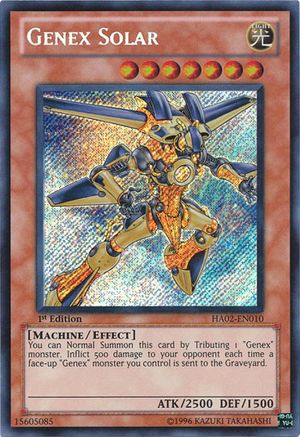 Genex Solar
LIGHT
光
1st Edition
HA02-EN010
[Machine/Effect]
You can Normal Summon this card by Tributing 1 "Genex"
monster. Inflict 500 damage to your opponent each time a
face-up "Genex" monster you control is sent to the Graveyard.
ATK/2500 DEF/1500
15605085
©1996 KAZUKI TAKAHASHI